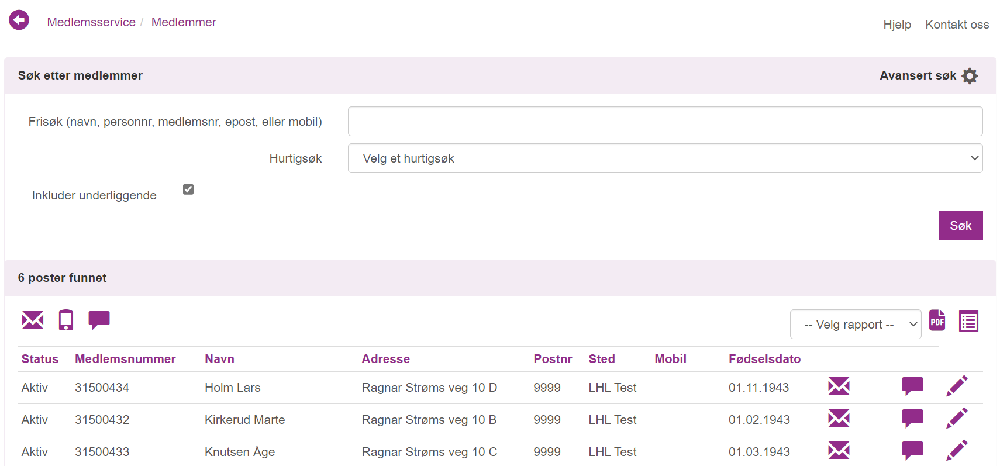 Medlemsservice / Medlemmer
Hjelp Kontakt oss
Søk etter medlemmer
Avansert søk
Frisøk (navn, personnr, medlemsnr, epost, eller mobil)
Hurtigsøk Velg et hurtigsøk
Inkluder underliggende
Søk
6 poster funnet
-- Velg rapport -- PDF
Status Medlemsnummer Navn Adresse Postnr Sted Mobil Fødselsdato
Aktiv 31500434 Holm Lars Ragnar Strøms veg 10 D 9999 LHL Test 01.11.1943
Aktiv 31500432 Kirkerud Marte Ragnar Strøms veg 10 B 9999 LHL Test 01.02.1943
Aktiv 31500433 Knutsen Åge Ragnar Strøms veg 10 C 9999 LHL Test 01.03.1943